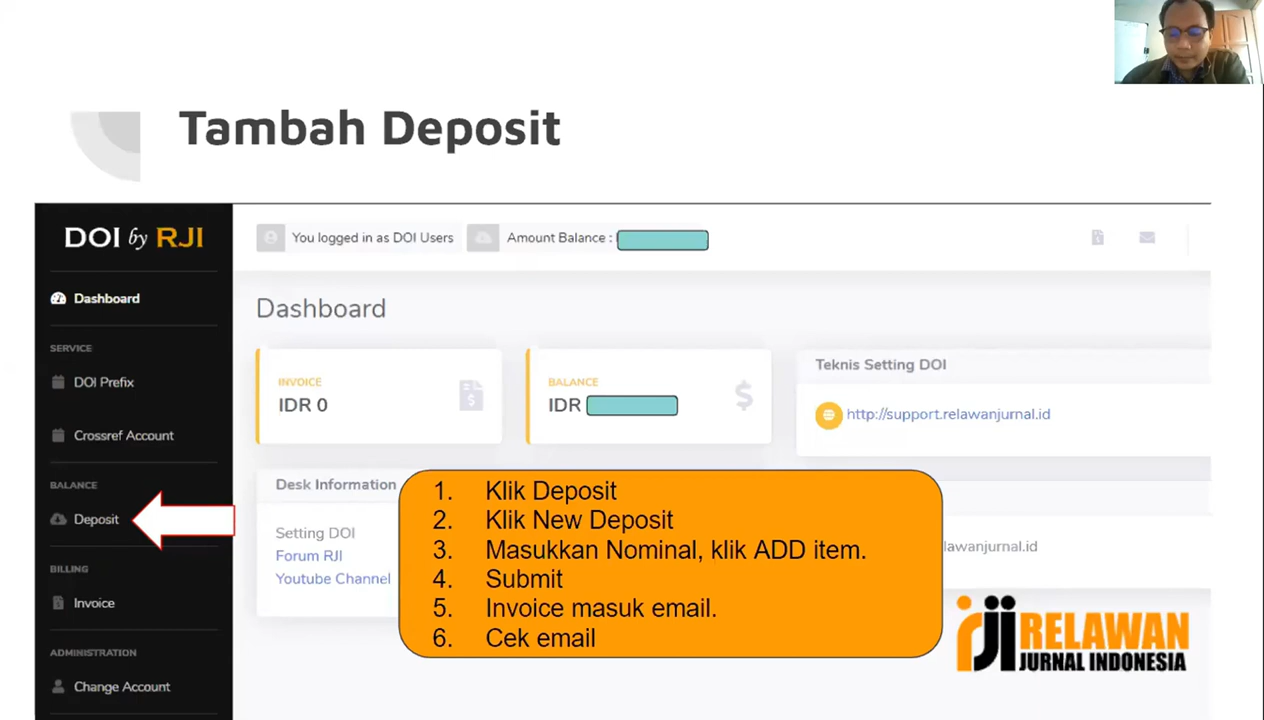 Tambah Deposit
DOI by RJI
You logged in as DOI Users
Amount Balance :
Dashboard
Dashboard
SERVICE
DOI Prefix
Crossref Account
BALANCE
Deposit
BILLING
Invoice
ADMINISTRATION
Change Account
INVOICE
IDR 0
BALANCE
IDR
Teknis Setting DOI
http://support.relawanjurnal.id
Desk Information
Setting DOI
Forum RJI
Youtube Channel
1. Klik Deposit
2. Klik New Deposit
3. Masukkan Nominal, klik ADD item.
4. Submit
5. Invoice masuk email.
6. Cek email
lawanjurnal.id
rji RELAWAN
JURNAL INDONESIA